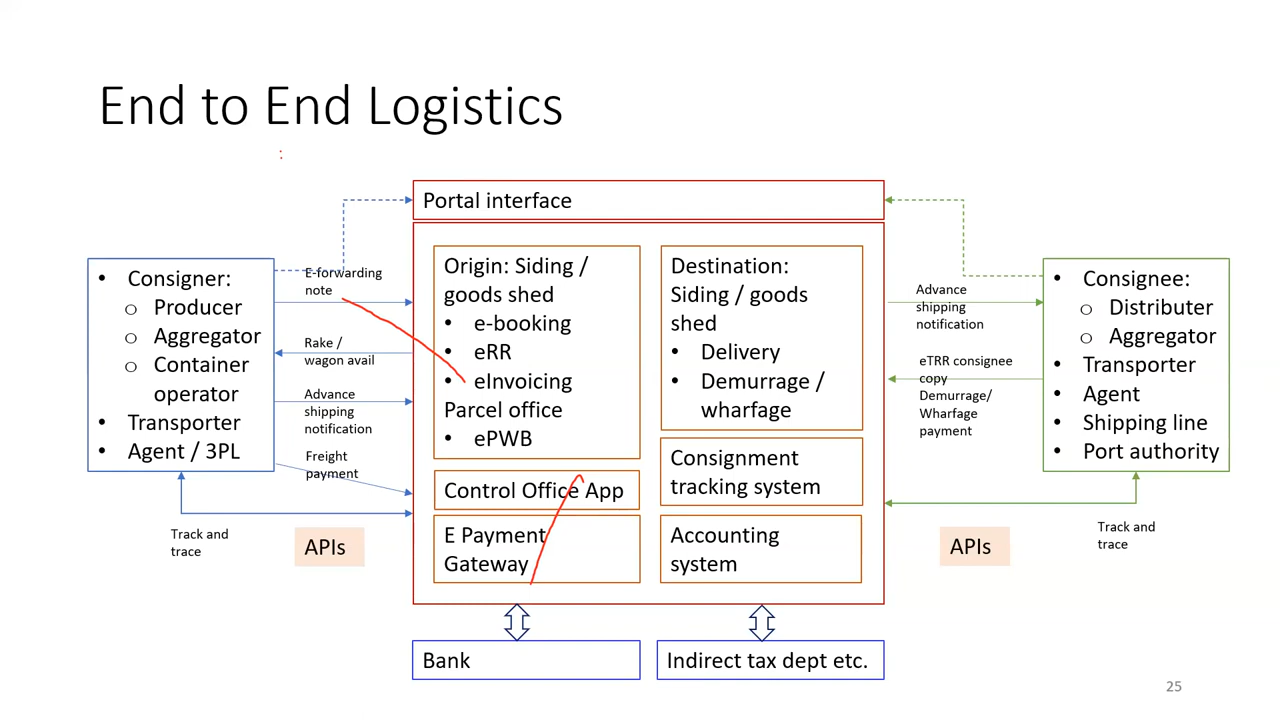 End to End Logistics
Portal interface
• Consigner:
o Producer
o Aggregator
o Container
operator
• Transporter
• Agent / 3PL
E-forwarding
note
Rake /
wagon avail
Advance
shipping
notification
Freight
payment
Track and
trace
APIs
Origin: Siding /
goods shed
• e-booking
• eRR
• eInvoicing
Parcel office
• ePWB
Control Office App
E Payment
Gateway
Destination:
Siding / goods
shed
• Delivery
• Demurrage /
wharfage
Consignment
tracking system
Accounting
system
Advance
shipping
notification
eTRR consignee
copy
Demurrage/
Wharfage
payment
• Consignee:
o Distributer
o Aggregator
• Transporter
• Agent
• Shipping line
• Port authority
APIs
Track and
trace
Bank
Indirect tax dept etc.
25